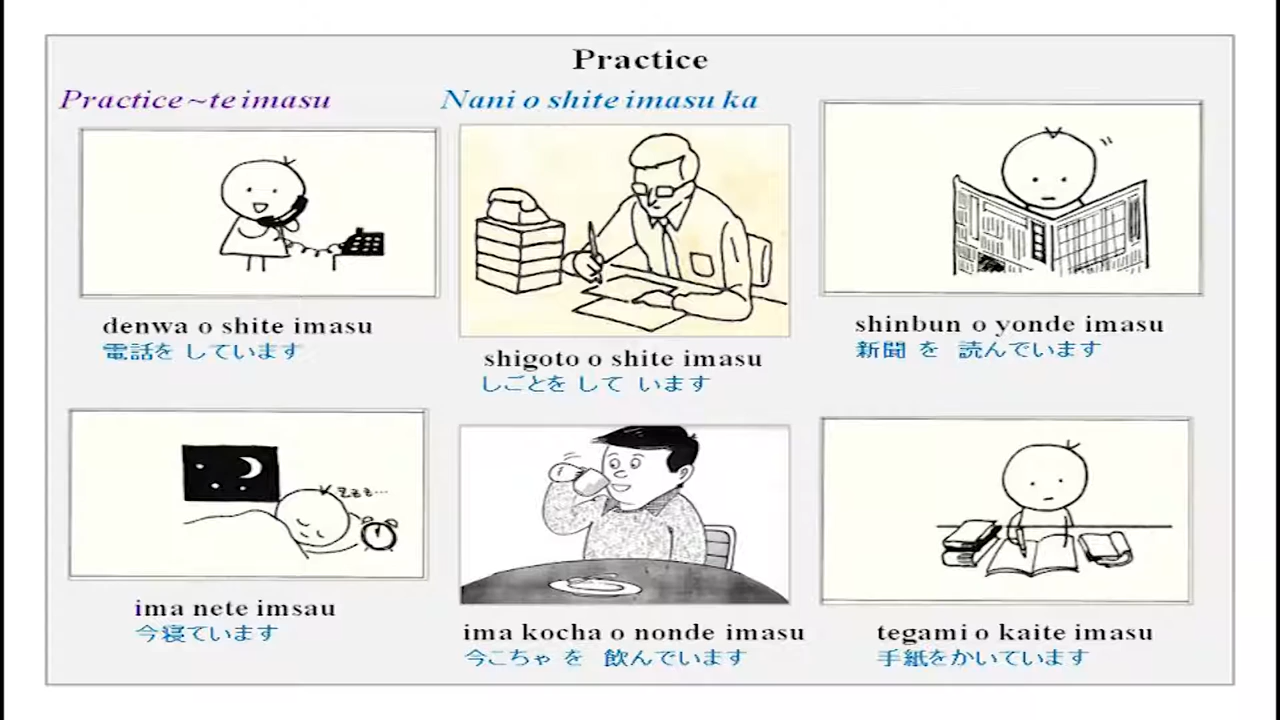 Practice
Practice ~te imasu
Nani o shite imasu ka
denwa o shite imasu
電話を しています
shigoto o shite imasu
しごとを して います
shinbun o yonde imasu
新聞 を 読んでいます
zzz...
ima nete imsau
今寝ています
ima kocha o nonde imasu
今こちゃ を 飲んでいます
tegami o kaite imasu
手紙をかいています